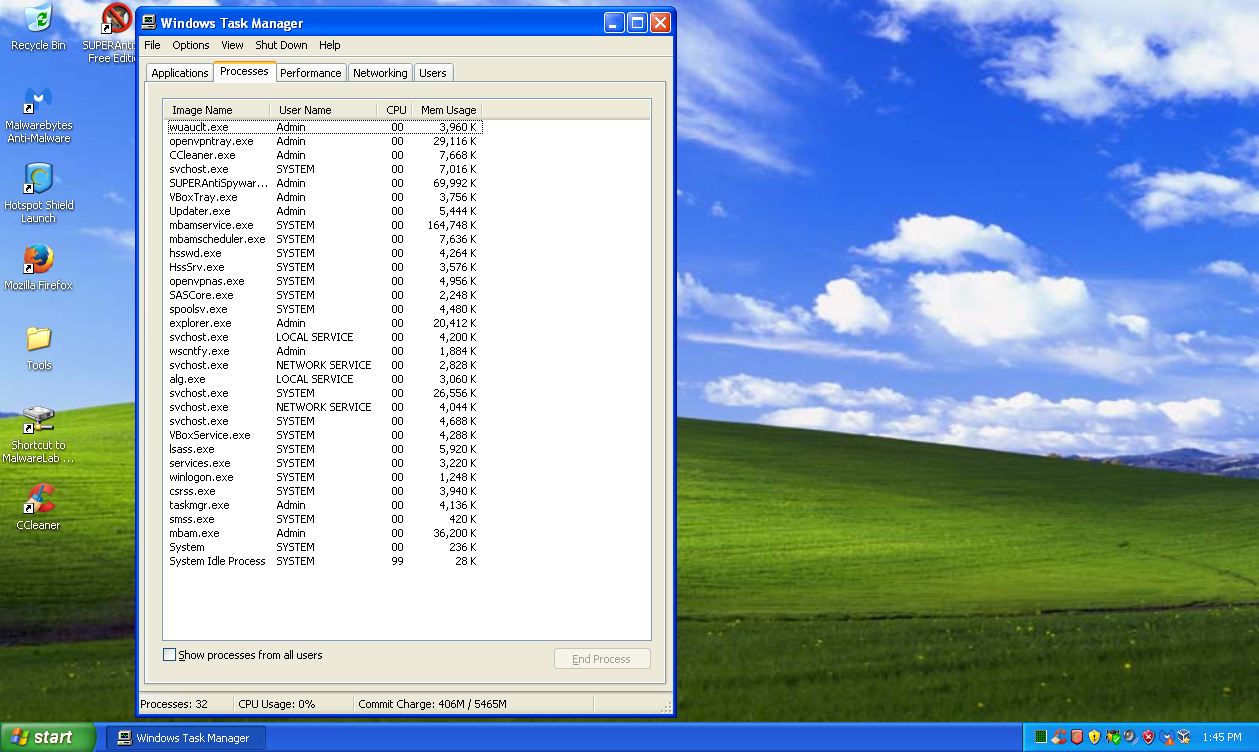 Recycle Bin
SUPERAnti
Free Editi
Malwarebytes
Anti-Malware
Hotspot Shield
Launch
Mozilla Firefox
Tools
Shortcut to
MalwareLab ...
CCleaner
Windows Task Manager
File Options View Shut Down Help
Applications Processes Performance Networking Users
Image Name User Name CPU Mem Usage
wuauclt.exe Admin 00 3,960 K
openvpntray.exe Admin 00 29,116 K
CCleaner.exe Admin 00 7,668 K
svchost.exe SYSTEM 00 7,016 K
SUPERAntiSpywar... Admin 00 69,992 K
VBoxTray.exe Admin 00 3,756 K
Updater.exe Admin 00 5,444 K
mbamservice.exe SYSTEM 00 164,748 K
mbamscheduler.exe SYSTEM 00 7,636 K
hsswd.exe SYSTEM 00 4,264 K
HssSrv.exe SYSTEM 00 3,576 K
openvpnas.exe SYSTEM 00 4,956 K
SASCore.exe SYSTEM 00 2,248 K
spoolsv.exe SYSTEM 00 4,480 K
explorer.exe Admin 00 20,412 K
svchost.exe LOCAL SERVICE 00 4,200 K
wscntfy.exe Admin 00 1,884 K
svchost.exe NETWORK SERVICE 00 2,828 K
alg.exe LOCAL SERVICE 00 3,060 K
svchost.exe SYSTEM 00 26,556 K
svchost.exe NETWORK SERVICE 00 4,044 K
svchost.exe SYSTEM 00 4,688 K
VBoxService.exe SYSTEM 00 4,288 K
lsass.exe SYSTEM 00 5,920 K
services.exe SYSTEM 00 3,220 K
winlogon.exe SYSTEM 00 1,248 K
csrss.exe SYSTEM 00 3,940 K
taskmgr.exe Admin 00 4,136 K
smss.exe SYSTEM 00 420 K
mbam.exe Admin 00 36,200 K
System SYSTEM 00 236 K
System Idle Process SYSTEM 99 28 K
Show processes from all users
End Process
Processes: 32 CPU Usage: 0% Commit Charge: 406M / 5465M
start Windows Task Manager 1:45 PM